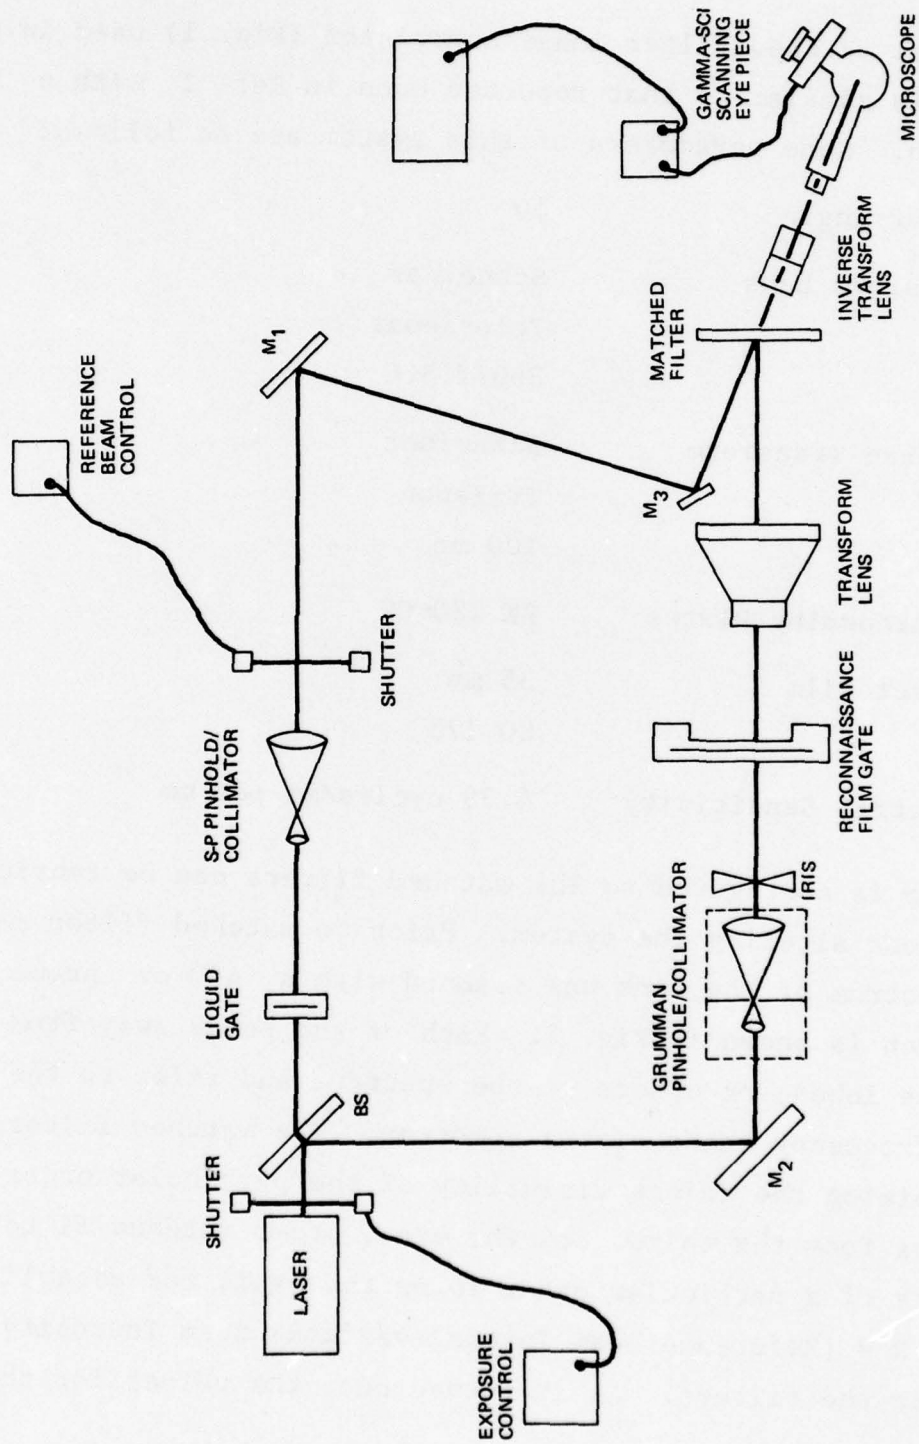 REFERENCE
BEAM
CONTROL
SHUTTER
LASER
BS
LIQUID
GATE
S-P PINHOLD/
COLLIMATOR
SHUTTER
M1
EXPOSURE
CONTROL
M2
GRUMMAN
PINHOLE/COLLIMATOR
IRIS
RECONNAISSANCE
FILM GATE
TRANSFORM
LENS
M3
MATCHED
FILTER
INVERSE
TRANSFORM
LENS
GAMMA-SCI
SCANNING
EYE PIECE
MICROSCOPE